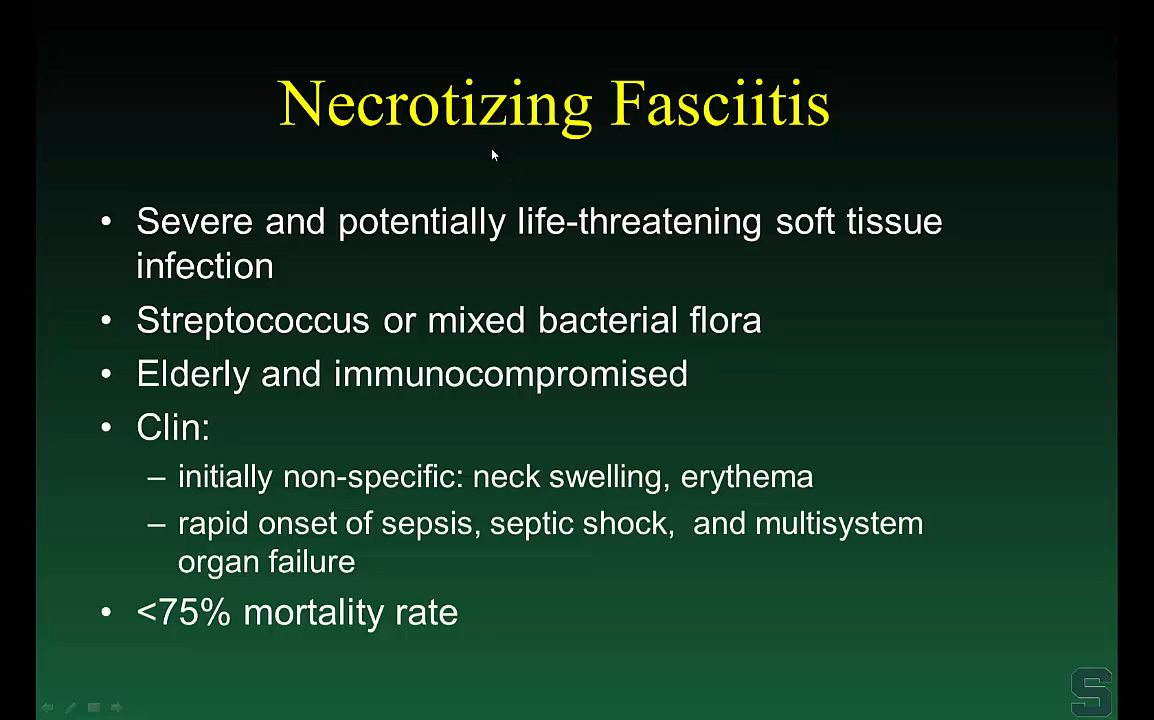 Necrotizing Fasciitis
• Severe and potentially life-threatening soft tissue
infection
• Streptococcus or mixed bacterial flora
• Elderly and immunocompromised
• Clin:
– initially non-specific: neck swelling, erythema
– rapid onset of sepsis, septic shock,  and multisystem
organ failure
• <75% mortality rate
S